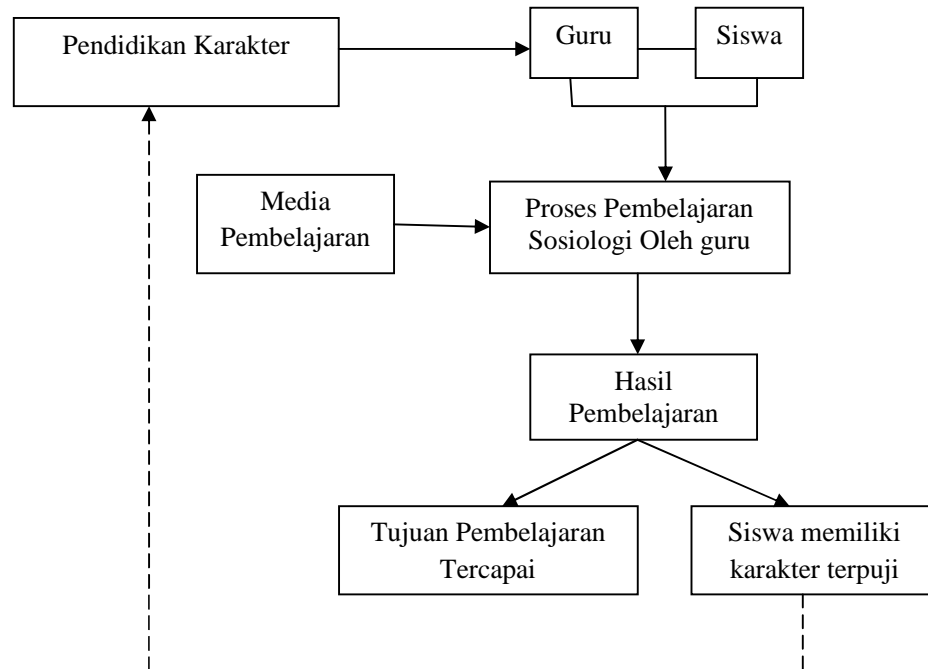 Pendidikan Karakter
Guru
Siswa
Media
Pembelajaran
Proses Pembelajaran
Sosiologi Oleh guru
Hasil
Pembelajaran
Tujuan Pembelajaran
Tercapai
Siswa memiliki
karakter terpuji